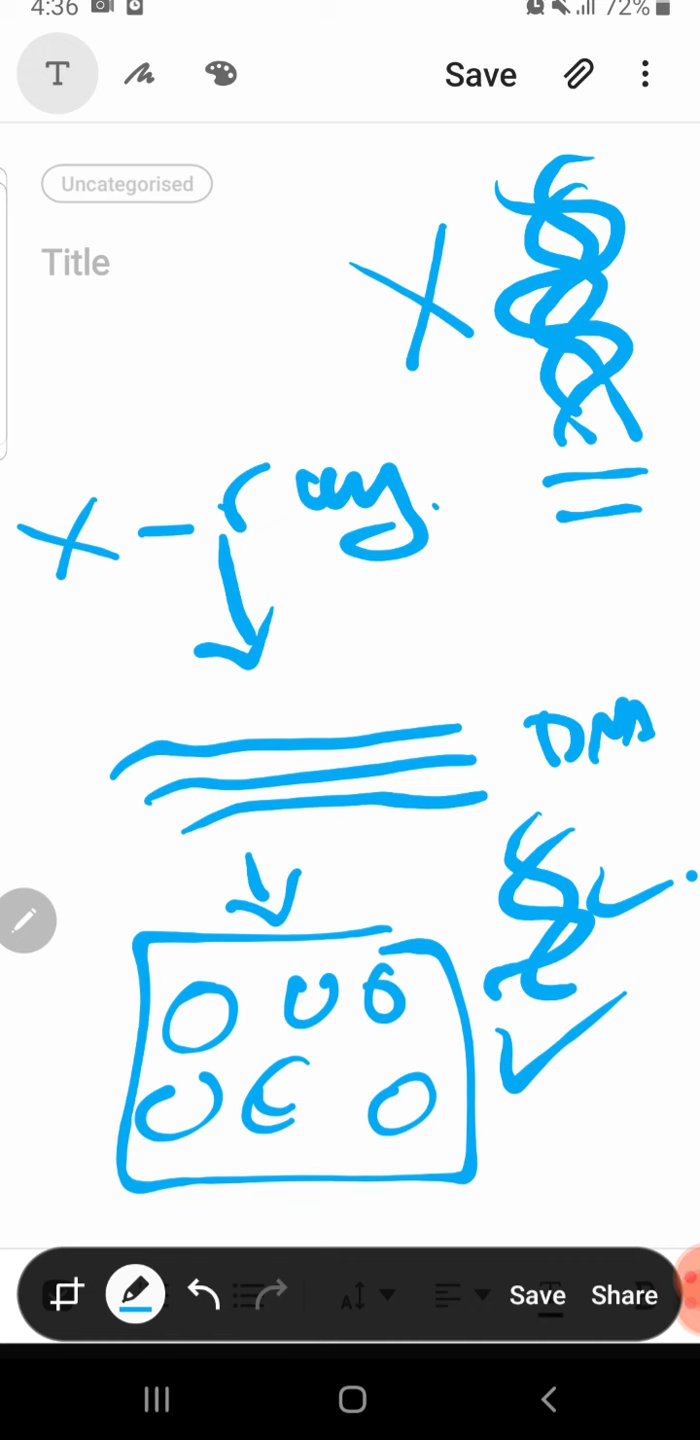 4:36 72%
T Save
Uncategorised
Title
X
X-ray.
DNA
A
Save Share